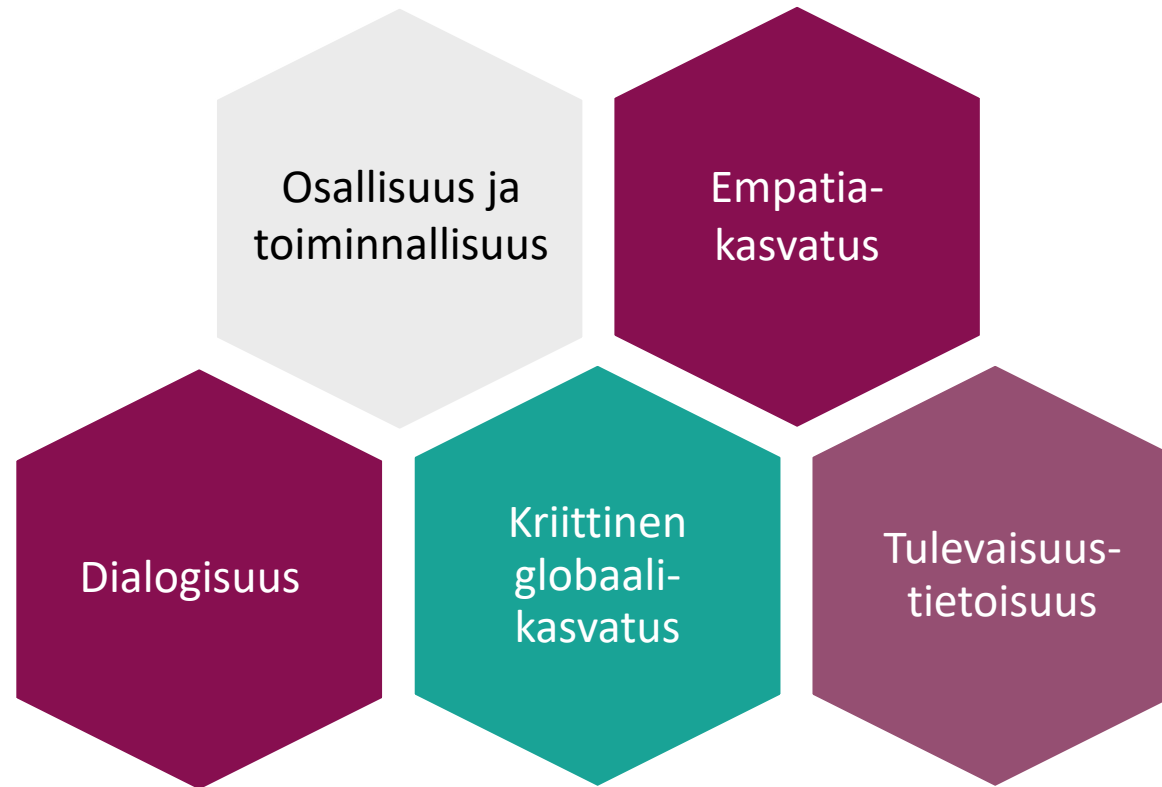 Osallisuus ja
toiminnallisuus
Empatia-
kasvatus
Dialogisuus
Kriittinen
globaali-
kasvatus
Tulevaisuus-
tietoisuus